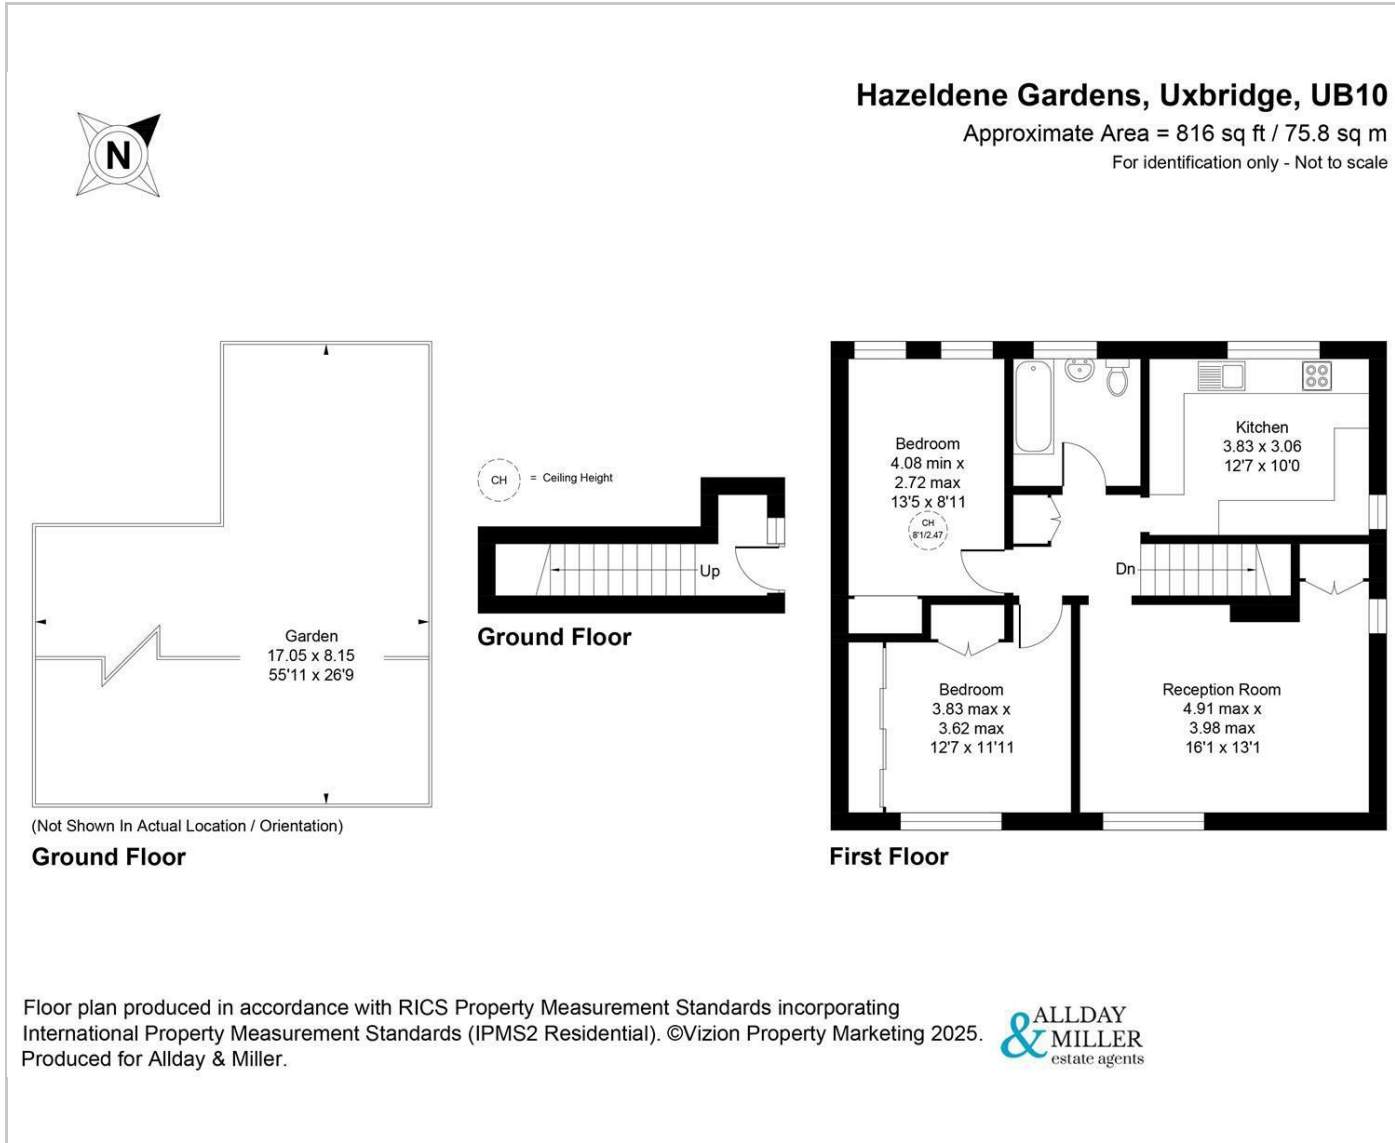 Hazeldene Gardens, Uxbridge, UB10
Approximate Area = 816 sq ft / 75.8 sq m
For identification only - Not to scale
N
Garden
17.05 x 8.15
55'11 x 26'9
(Not Shown In Actual Location / Orientation)
Ground Floor
CH = Ceiling Height
Up
Ground Floor
Bedroom
4.08 min x
2.72 max
13'5 x 8'11
CH
8'1/2.47
Kitchen
3.83 x 3.06
12'7 x 10'0
Dn
Bedroom
3.83 max x
3.62 max
12'7 x 11'11
Reception Room
4.91 max x
3.98 max
16'1 x 13'1
First Floor
Floor plan produced in accordance with RICS Property Measurement Standards incorporating
International Property Measurement Standards (IPMS2 Residential). ©Vizion Property Marketing 2025.
Produced for Allday & Miller.
ALLDAY
& MILLER
estate agents